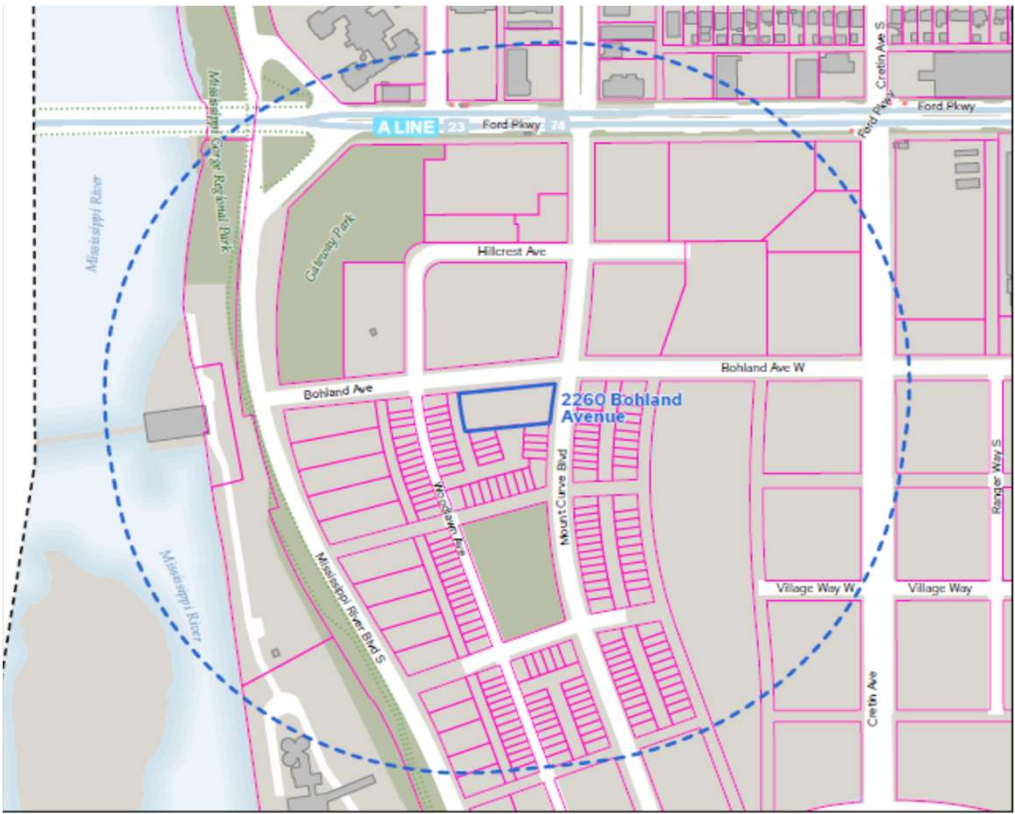 Cretin Ave S
Mississippi Gorge Regional Park
Ford Pkwy
Ford Pkwy
A LINE 23 Ford Pkwy 74
Mississippi River
Gateway Park
Hillcrest Ave
Bohland Ave W
Bohland Ave
2260 Bohland
Avenue
Woodlawn Ave
Mount Curve Blvd
Ranger Way S
Mississippi River
Mississippi River Blvd S
Village Way W
Village Way
Cretin Ave